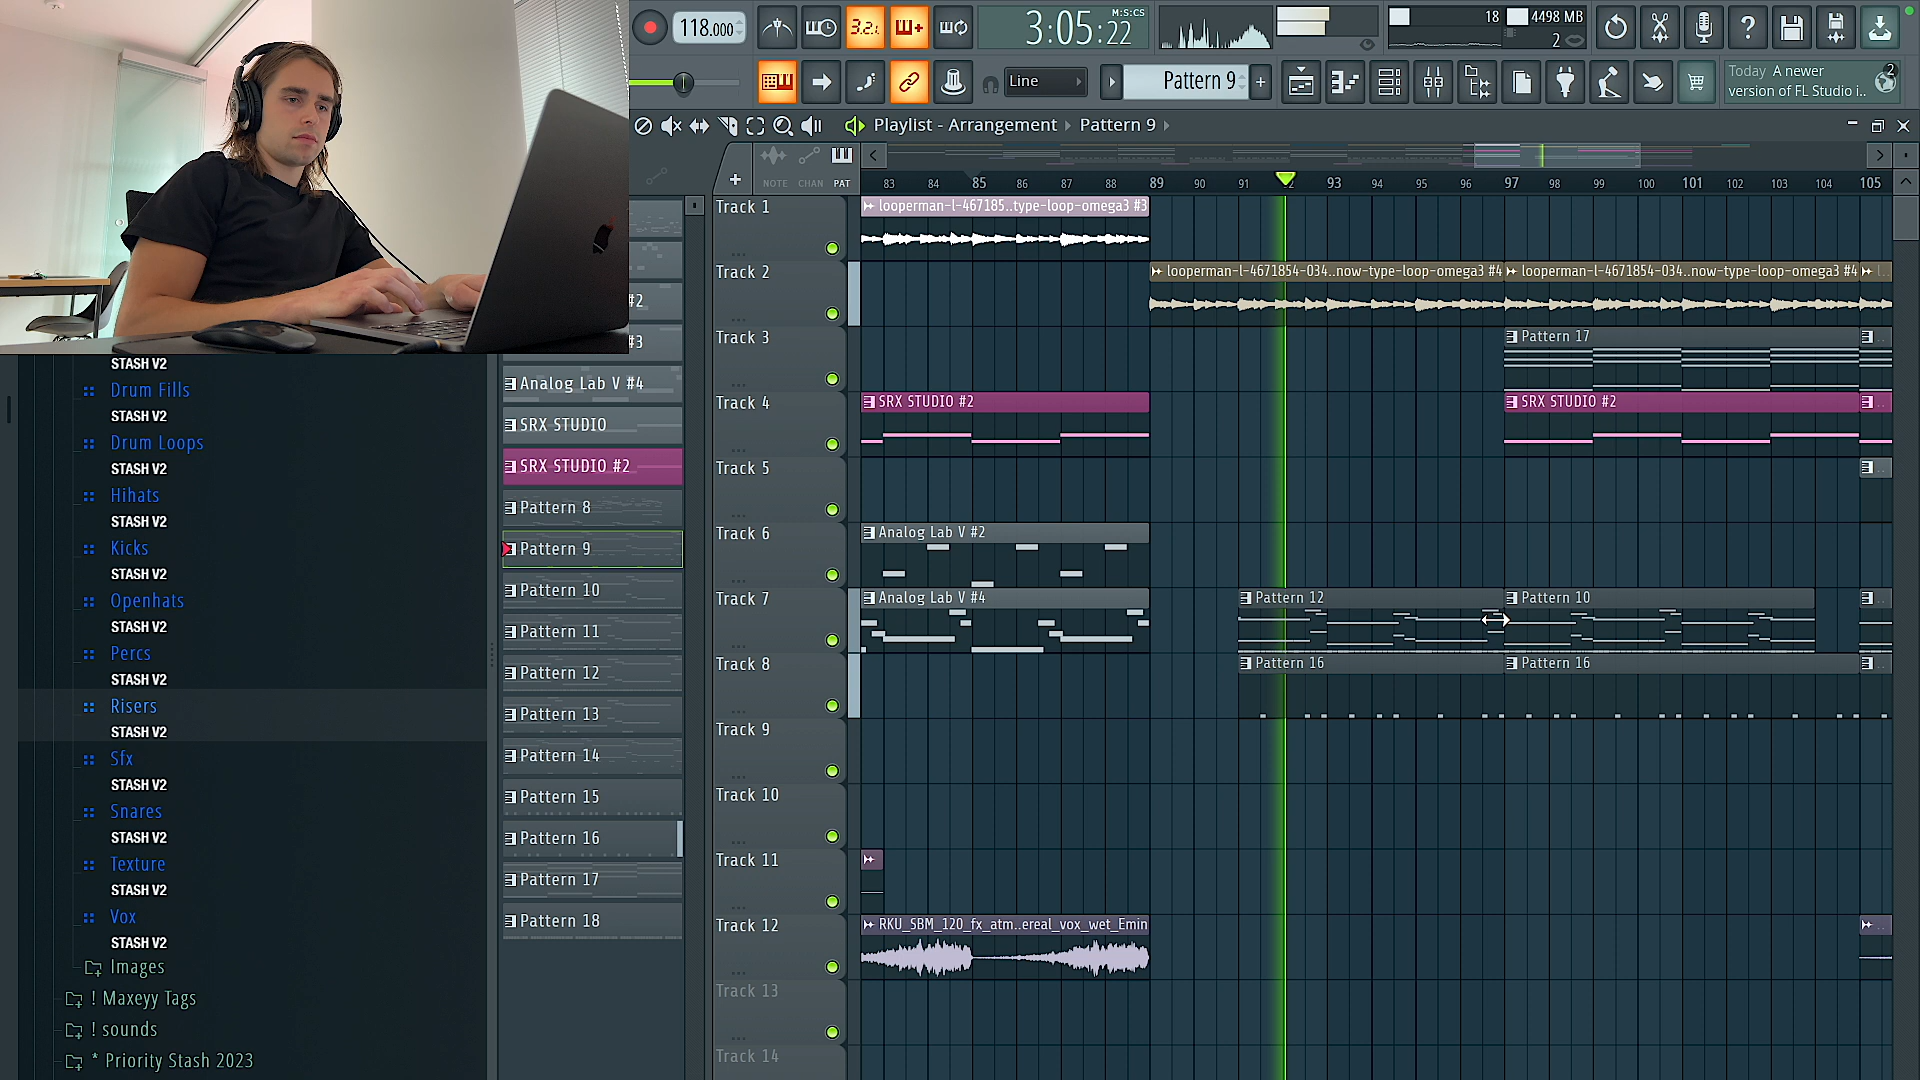 118.000
3.2.1
3:05:22
M:S:CS
18
4498 MB
2
Line
Pattern 9
Today A newer
version of FL Studio i..
2
Playlist - Arrangement
Pattern 9
NOTE CHAN PAT
83 84 85 86 87 88 89 90 91 92 93 94 95 96 97 98 99 100 101 102 103 104 105
Track 1
looperman-l-467185..type-loop-omega3 #3
Track 2
looperman-l-4671854-034..now-type-loop-omega3 #4
looperman-l-4671854-034..now-type-loop-omega3 #4
Track 3
Pattern 17
Track 4
SRX STUDIO #2
SRX STUDIO #2
Track 5
Track 6
Analog Lab V #2
Track 7
Analog Lab V #4
Pattern 12
Pattern 10
Track 8
Pattern 16
Pattern 16
Track 9
Track 10
Track 11
Track 12
RKU_SBM_120_fx_atm..ereal_vox_wet_Emin
Track 13
Track 14
#2
#3
Analog Lab V #4
SRX STUDIO
SRX STUDIO #2
Pattern 8
Pattern 9
Pattern 10
Pattern 11
Pattern 12
Pattern 13
Pattern 14
Pattern 15
Pattern 16
Pattern 17
Pattern 18
STASH V2
Drum Fills
STASH V2
Drum Loops
STASH V2
Hihats
STASH V2
Kicks
STASH V2
Openhats
STASH V2
Percs
STASH V2
Risers
STASH V2
Sfx
STASH V2
Snares
STASH V2
Texture
STASH V2
Vox
STASH V2
Images
! Maxeyy Tags
! sounds
* Priority Stash 2023